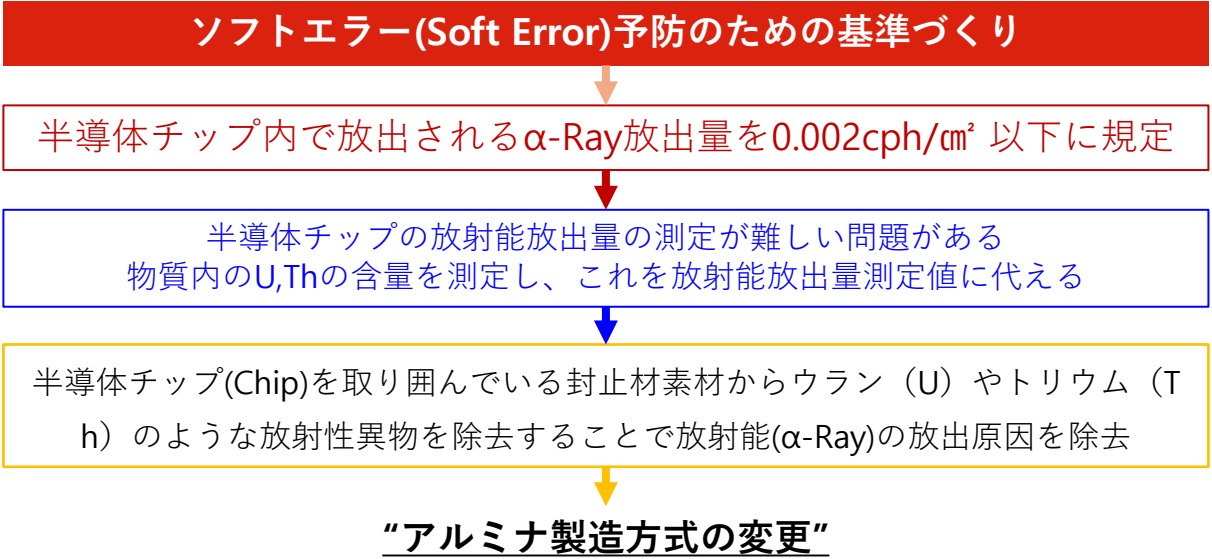 ソフトエラー(Soft Error)予防のための基準づくり
半導体チップ内で放出されるα-Ray放出量を0.002cph/㎠ 以下に規定
半導体チップの放射能放出量の測定が難しい問題がある
物質内のU,Thの含量を測定し、これを放射能放出量測定値に代える
半導体チップ(Chip)を取り囲んでいる封止材素材からウラン（U）やトリウム（T
h）のような放射性異物を除去することで放射能(α-Ray)の放出原因を除去
“アルミナ製造方式の変更”